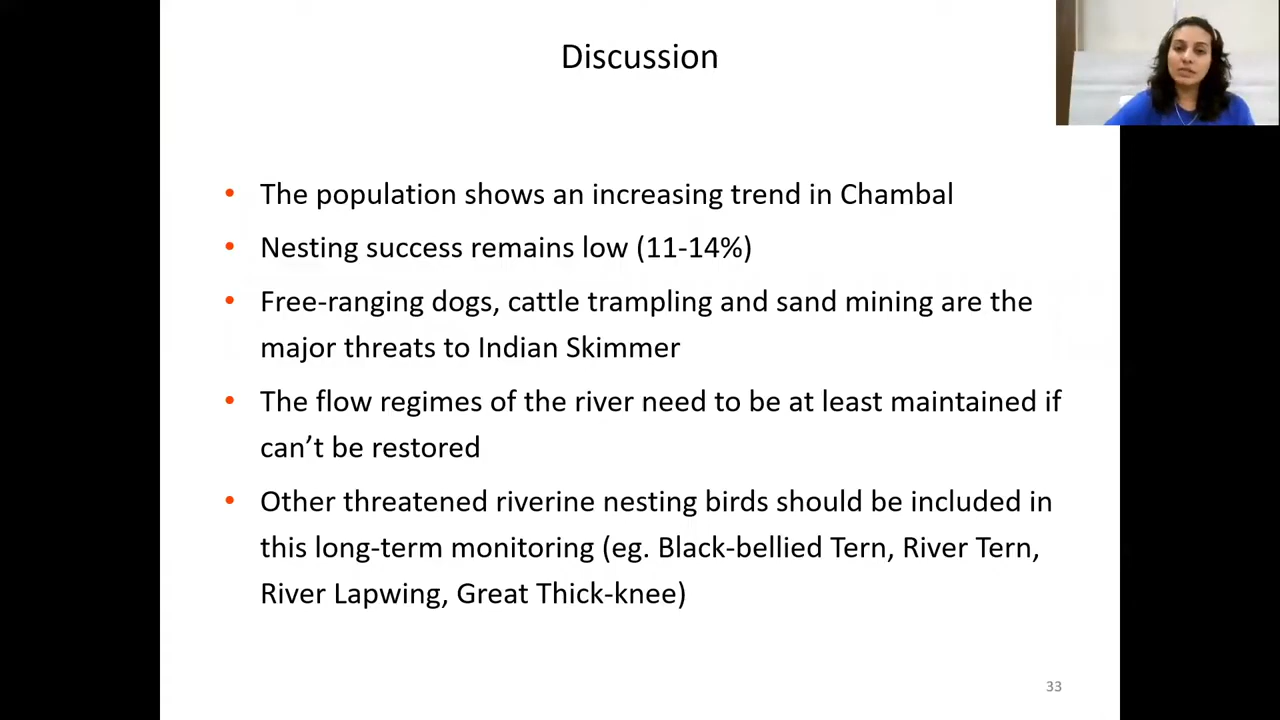 Discussion
• The population shows an increasing trend in Chambal
• Nesting success remains low (11-14%)
• Free-ranging dogs, cattle trampling and sand mining are the
major threats to Indian Skimmer
• The flow regimes of the river need to be at least maintained if
can’t be restored
• Other threatened riverine nesting birds should be included in
this long-term monitoring (eg. Black-bellied Tern, River Tern,
River Lapwing, Great Thick-knee)
33